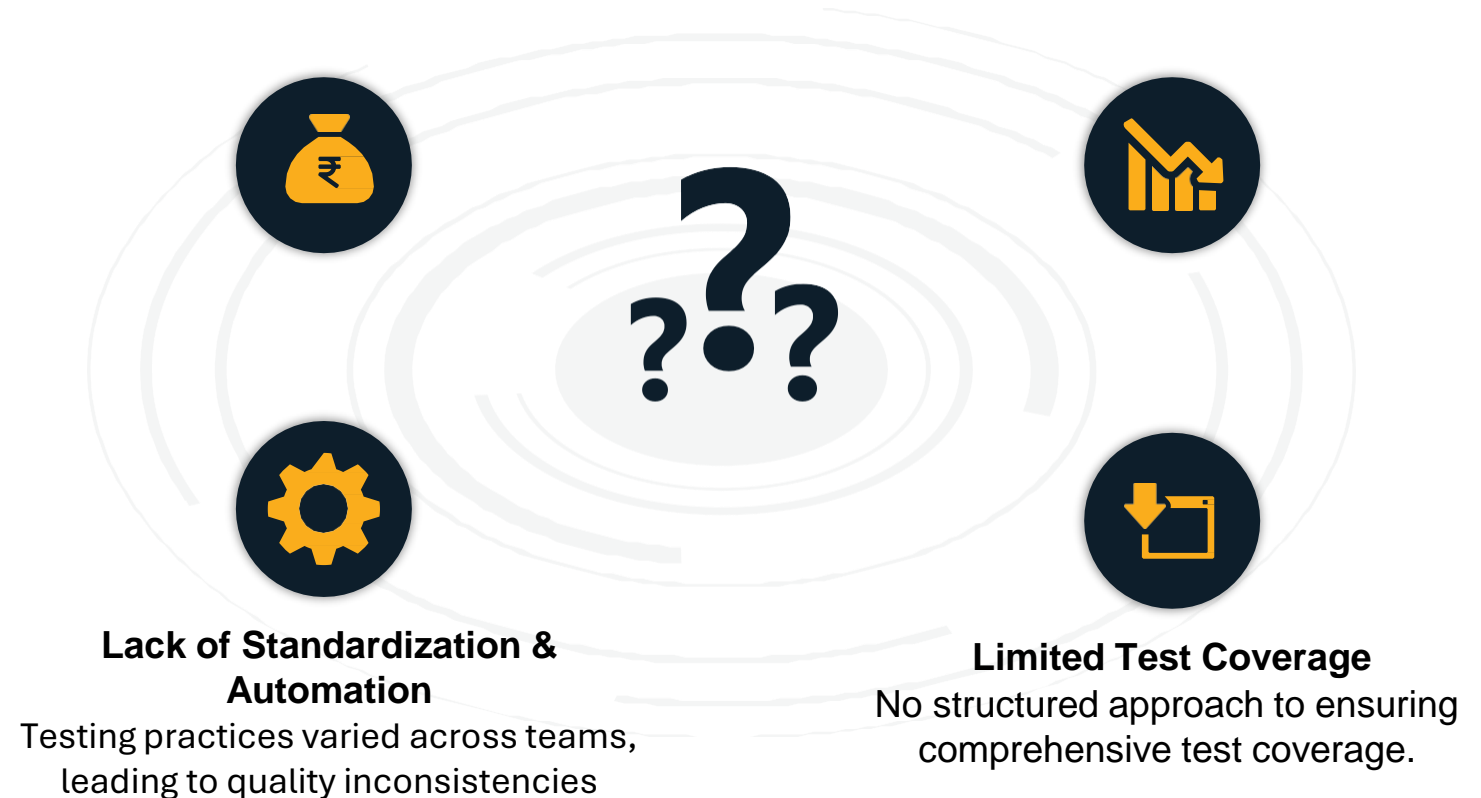 ₹
?
? ?
Lack of Standardization &
Automation
Testing practices varied across teams,
leading to quality inconsistencies
Limited Test Coverage
No structured approach to ensuring
comprehensive test coverage.